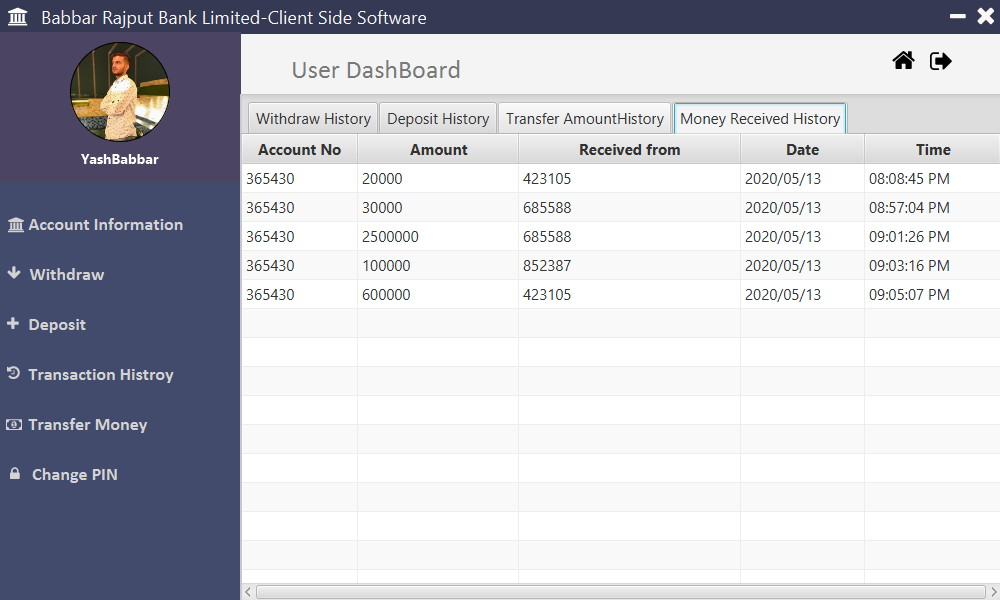 Babbar Rajput Bank Limited-Client Side Software
User DashBoard
YashBabbar
Account Information
Withdraw
Deposit
Transaction Histroy
Transfer Money
Change PIN
Withdraw History Deposit History Transfer AmountHistory Money Received History
Account No Amount Received from Date Time
365430 20000 423105 2020/05/13 08:08:45 PM
365430 30000 685588 2020/05/13 08:57:04 PM
365430 2500000 685588 2020/05/13 09:01:26 PM
365430 100000 852387 2020/05/13 09:03:16 PM
365430 600000 423105 2020/05/13 09:05:07 PM